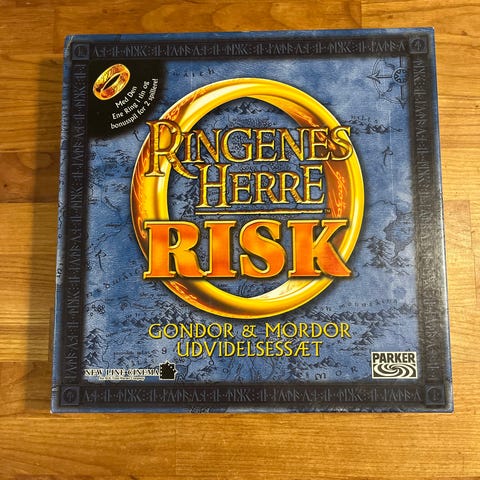 Med Den
Ene Ring i tin og
bonusspil for 2 spillere!
RINGENES
HERRE
RISK
GONDOR & MORDOR
UDVIDELSESSÆT
NEW LINE CINEMA
PARKER